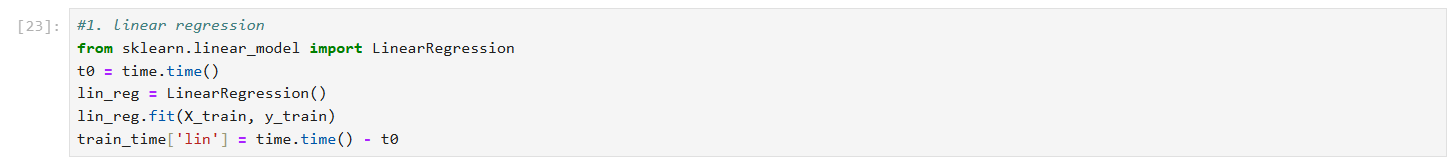 [23]: #1. linear regression
from sklearn.linear_model import LinearRegression
t0 = time.time()
lin_reg = LinearRegression()
lin_reg.fit(X_train, y_train)
train_time['lin'] = time.time() - t0